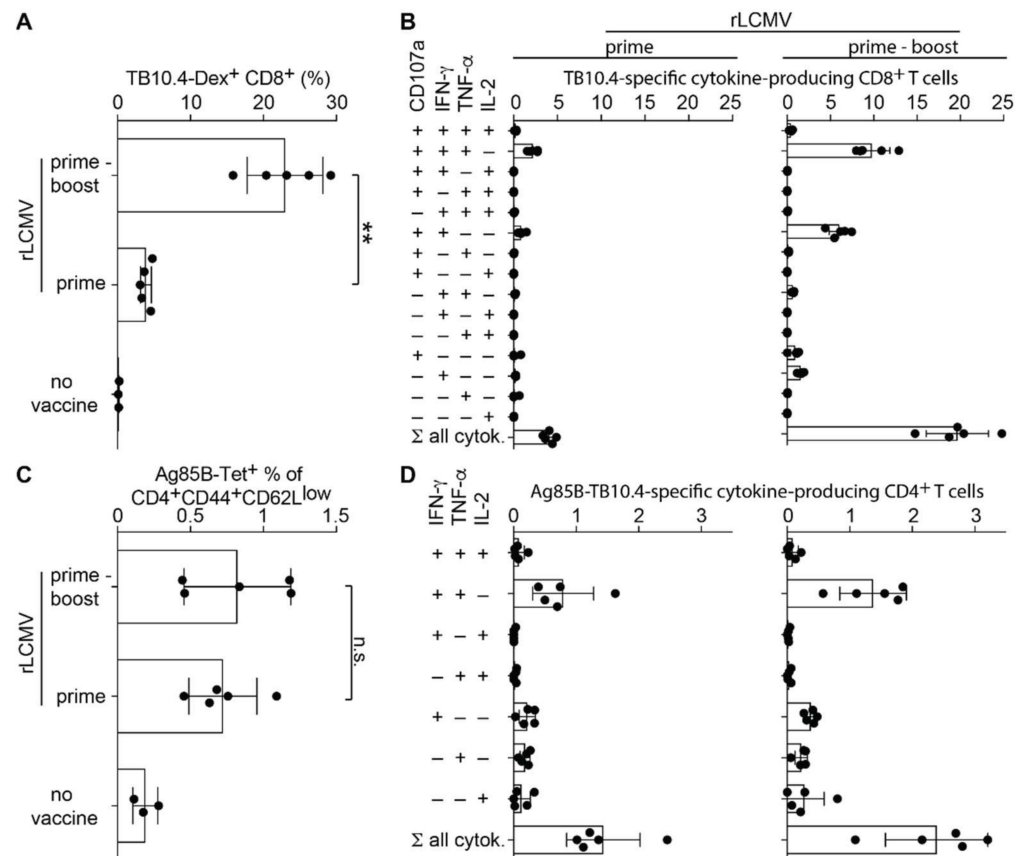 A
TB10.4-Dex+ CD8+ (%)
0 10 20 30
rLCMV
prime -
boost
prime
**
no
vaccine
B
rLCMV
prime
prime - boost
TB10.4-specific cytokine-producing CD8+ T cells
CD107a IFN-γ TNF-α IL-2
0 5 10 15 20 25
0 5 10 15 20 25
+ + + +
+ + + –
+ + – +
+ – + +
– + + +
+ + – –
+ – + –
+ – – +
– + + –
– + – +
– – + +
+ – – –
– + – –
– – + –
– – – +
Σ all cytok.
C
Ag85B-Tet+ % of
CD4+CD44+CD62Llow
0 0.5 1.0 1.5
rLCMV
prime -
boost
prime
n.s.
no
vaccine
D
Ag85B-TB10.4-specific cytokine-producing CD4+ T cells
IFN-γ TNF-α IL-2
0 1 2 3
0 1 2 3
+ + +
+ + –
+ – +
– + +
+ – –
– + –
– – +
Σ all cytok.